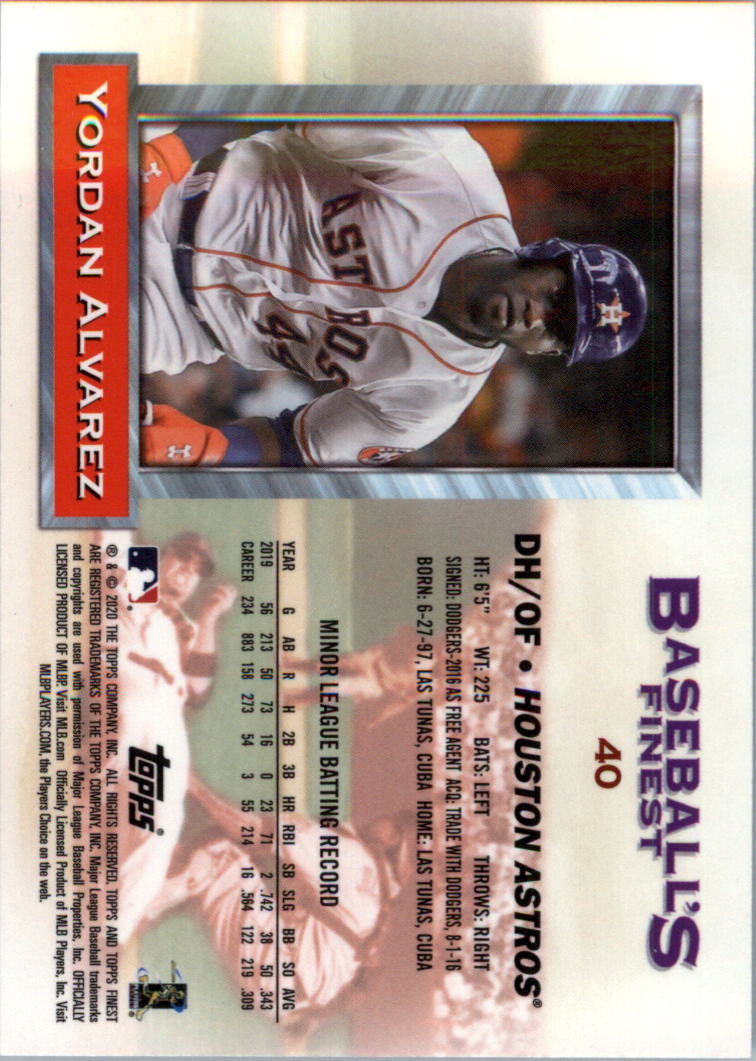 BASEBALL'S
FINEST
40
ASTROS
44
YORDAN ALVAREZ
DH/OF • HOUSTON ASTROS®
HT: 6'5" WT: 225 BATS: LEFT THROWS: RIGHT
SIGNED: DODGERS-2016 AS FREE AGENT ACQ: TRADE WITH DODGERS, 8-1-16
BORN: 6-27-97, LAS TUNAS, CUBA HOME: LAS TUNAS, CUBA
MINOR LEAGUE BATTING RECORD
YEAR G AB R H 2B 3B HR RBI SB SLG BB SO AVG
2019 56 213 50 73 16 0 23 71 2 .742 38 50 .343
CAREER 234 883 158 273 54 3 55 214 16 .564 122 219 .309
topps®
® & © 2020 THE TOPPS COMPANY, INC. ALL RIGHTS RESERVED. TOPPS AND TOPPS FINEST
ARE REGISTERED TRADEMARKS OF THE TOPPS COMPANY, INC. Major League Baseball trademarks
and copyrights are used with permission of Major League Baseball Properties, Inc. OFFICIALLY
LICENSED PRODUCT OF MLBP. Visit MLB.com Officially Licensed Product of MLB Players, Inc. Visit
MLBPLAYERS.COM, the Players Choice on the web.